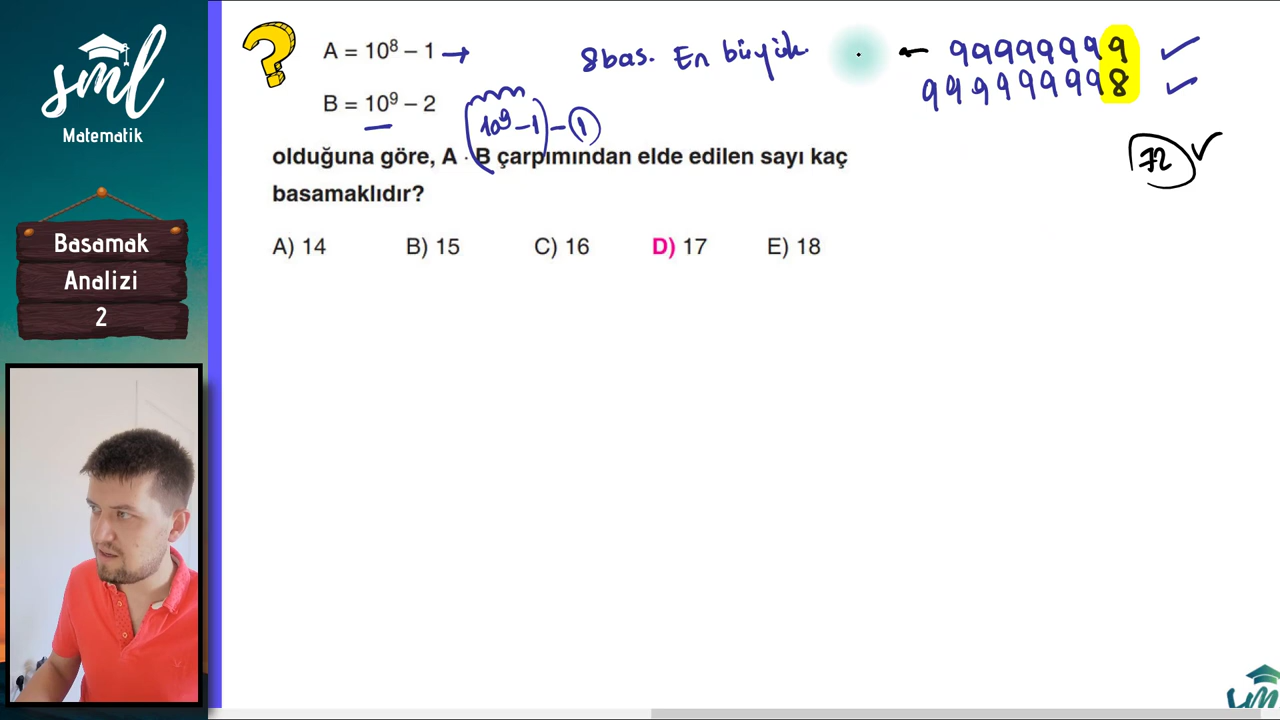 sml
Matematik
Basamak
Analizi
2
A = 10⁸ – 1 →
8bas. En büyük
← 99999999 ✓
B = 10⁹ – 2
999999998 ✓
(10⁹ – 1) – 1
72 ✓
olduğuna göre, A · B çarpımından elde edilen sayı kaç
basamaklıdır?
A) 14 B) 15 C) 16 D) 17 E) 18